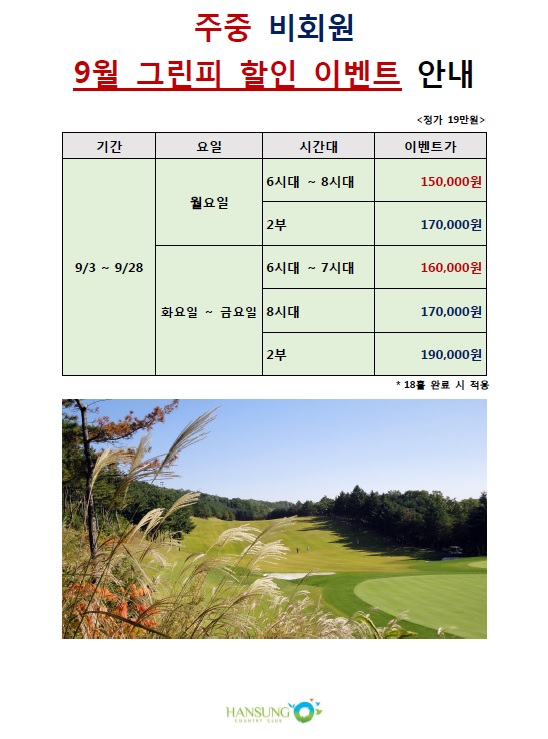 주중 비회원
9월 그린피 할인 이벤트 안내
<정가 19만원>
기간 요일 시간대 이벤트가
9/3 ~ 9/28 월요일 6시대 ~ 8시대 150,000원
2부 170,000원
화요일 ~ 금요일 6시대 ~ 7시대 160,000원
8시대 170,000원
2부 190,000원
* 18홀 완료 시 적용
HANSUNG
COUNTRY CLUB